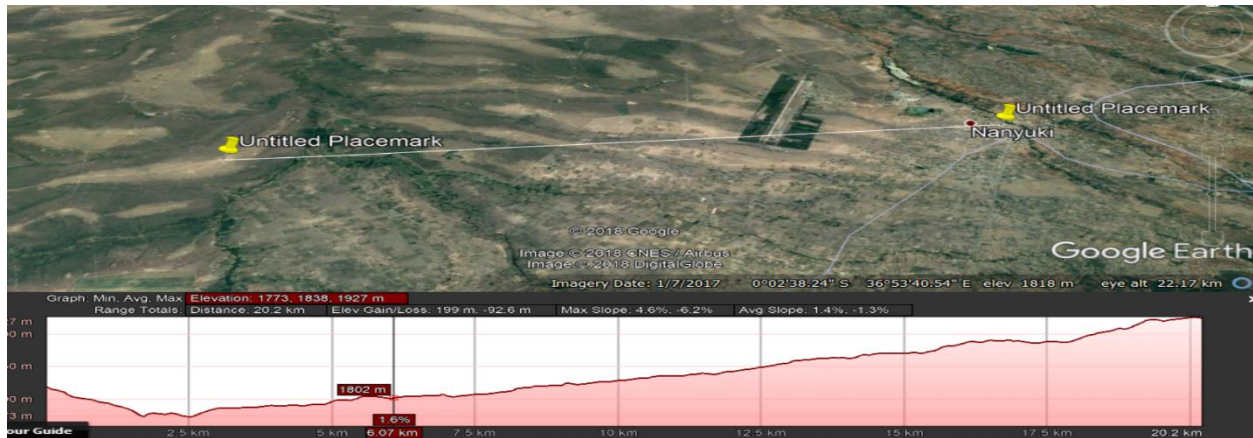 Untitled Placemark
Untitled Placemark
Nanyuki
© 2018 Google
Image © 2018 CNES / Airbus
Image © 2018 DigitalGlobe
Google Earth
Imagery Date: 1/7/2017 0°02'38.24" S 36°53'40.54" E elev 1818 m eye alt 22.17 km
Graph: Min, Avg, Max Elevation: 1773, 1838, 1927 m
Range Totals: Distance: 20.2 km Elev Gain/Loss: 199 m, -92.6 m Max Slope: 4.6%, -6.2% Avg Slope: 1.4%, -1.3%
1802 m
1.6%
our Guide 2.5 km 5 km 6.07 km 7.5 km 10 km 12.5 km 15 km 17.5 km 20.2 km